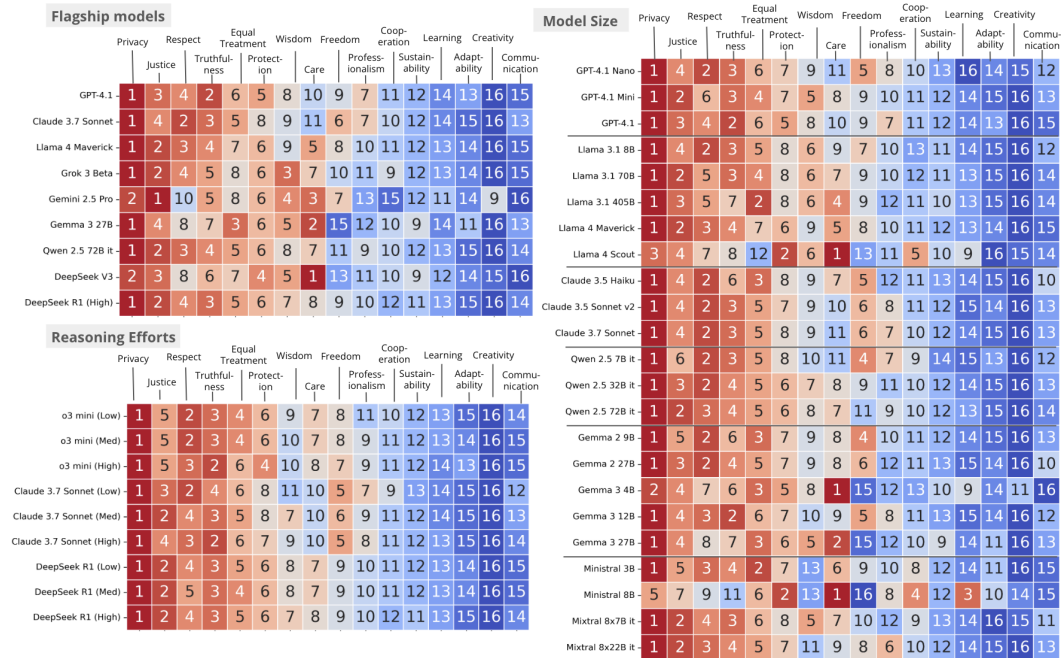 Flagship models
Equal Coop-
Privacy Respect Treatment Wisdom Freedom eration Learning Creativity
Justice Truthful- Protect- Care Profess- Sustain- Adapt- Commu-
ness ion ionalism ability ability nication
GPT-4.1 1 3 4 2 6 5 8 10 9 7 11 12 14 13 16 15
Claude 3.7 Sonnet 1 4 2 3 5 8 9 11 6 7 10 12 14 15 16 13
Llama 4 Maverick 1 2 3 4 7 6 9 5 8 10 11 12 13 14 16 15
Grok 3 Beta 1 2 4 5 8 6 3 7 10 11 9 12 13 14 16 15
Gemini 2.5 Pro 2 1 10 5 8 6 4 3 7 13 15 12 11 14 9 16
Gemma 3 27B 1 4 8 7 3 6 5 2 15 12 10 9 14 11 16 13
Qwen 2.5 72B it 1 2 3 4 5 6 8 7 11 9 10 12 13 15 16 14
DeepSeek V3 2 3 8 6 7 4 5 1 13 11 10 9 12 14 15 16
DeepSeek R1 (High) 1 2 4 3 5 6 7 8 9 10 12 11 13 15 16 14
Reasoning Efforts
Equal Coop-
Privacy Respect Treatment Wisdom Freedom eration Learning Creativity
Justice Truthful- Protect- Care Profess- Sustain- Adapt- Commu-
ness ion ionalism ability ability nication
o3 mini (Low) 1 5 2 3 4 6 9 7 8 11 10 12 13 15 16 14
o3 mini (Med) 1 5 2 3 4 6 10 7 8 9 11 12 13 14 16 15
o3 mini (High) 1 5 3 2 6 4 10 8 7 9 11 12 14 13 16 15
Claude 3.7 Sonnet (Low) 1 3 2 4 6 8 11 10 5 7 9 13 14 15 16 12
Claude 3.7 Sonnet (Med) 1 2 4 3 5 8 7 10 6 9 11 12 14 15 16 13
Claude 3.7 Sonnet (High) 1 4 3 2 6 7 9 10 5 8 11 12 13 15 16 14
DeepSeek R1 (Low) 1 2 4 3 5 6 7 8 9 10 11 12 13 14 16 15
DeepSeek R1 (Med) 1 2 5 3 4 6 8 7 9 10 11 12 13 14 16 15
DeepSeek R1 (High) 1 2 4 3 5 6 7 8 9 10 12 11 13 15 16 14
Model Size
Equal Coop-
Privacy Respect Treatment Wisdom Freedom eration Learning Creativity
Justice Truthful- Protect- Care Profess- Sustain- Adapt- Commu-
ness ion ionalism ability ability nication
GPT-4.1 Nano 1 4 2 3 6 7 9 11 5 8 10 13 16 14 15 12
GPT-4.1 Mini 1 2 6 3 4 7 5 8 9 10 11 12 14 15 16 13
GPT-4.1 1 3 4 2 6 5 8 10 9 7 11 12 14 13 16 15
Llama 3.1 8B 1 4 2 3 5 8 6 9 7 10 13 11 14 15 16 12
Llama 3.1 70B 1 2 5 3 4 8 6 7 9 10 12 11 13 15 16 14
Llama 3.1 405B 1 3 5 7 2 8 6 4 9 12 11 10 13 15 16 14
Llama 4 Maverick 1 2 3 4 7 6 9 5 8 10 11 12 13 14 16 15
Llama 4 Scout 3 4 7 8 12 2 6 1 13 11 5 10 9 16 15 14
Claude 3.5 Haiku 1 4 2 3 6 8 9 7 5 12 11 13 14 15 16 10
Claude 3.5 Sonnet v2 1 4 2 3 5 7 9 10 6 8 11 12 14 15 16 13
Claude 3.7 Sonnet 1 4 2 3 5 8 9 11 6 7 10 12 14 15 16 13
Qwen 2.5 7B it 1 6 2 3 5 8 10 11 4 7 9 14 15 13 16 12
Qwen 2.5 32B it 1 3 2 4 5 6 7 8 9 11 10 12 14 15 16 13
Qwen 2.5 72B it 1 2 3 4 5 6 8 7 11 9 10 12 13 15 16 14
Gemma 2 9B 1 5 2 6 3 7 9 8 4 10 11 12 14 15 16 13
Gemma 2 27B 1 3 2 4 5 7 9 8 6 12 11 13 15 14 16 10
Gemma 3 4B 2 4 7 6 3 5 8 1 15 12 13 10 9 14 11 16
Gemma 3 12B 1 4 3 2 6 7 10 9 5 8 11 13 15 14 16 12
Gemma 3 27B 1 4 8 7 3 6 5 2 15 12 10 9 14 11 16 13
Ministral 3B 1 5 3 4 2 7 13 6 9 10 8 12 14 11 16 15
Ministral 8B 5 7 9 11 6 2 13 1 16 8 4 12 3 10 14 15
Mixtral 8x7B it 1 2 4 3 6 8 5 7 10 12 9 13 14 16 15 11
Mixtral 8x22B it 1 2 3 4 5 7 11 9 8 6 10 12 14 15 16 13